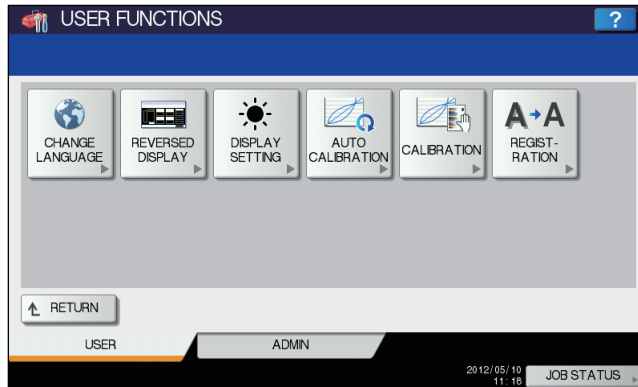 USER FUNCTIONS
?
CHANGE
LANGUAGE
REVERSED
DISPLAY
DISPLAY
SETTING
AUTO
CALIBRATION
CALIBRATION
A→A
REGIST-
RATION
RETURN
USER
ADMIN
2012/05/10
11:18
JOB STATUS